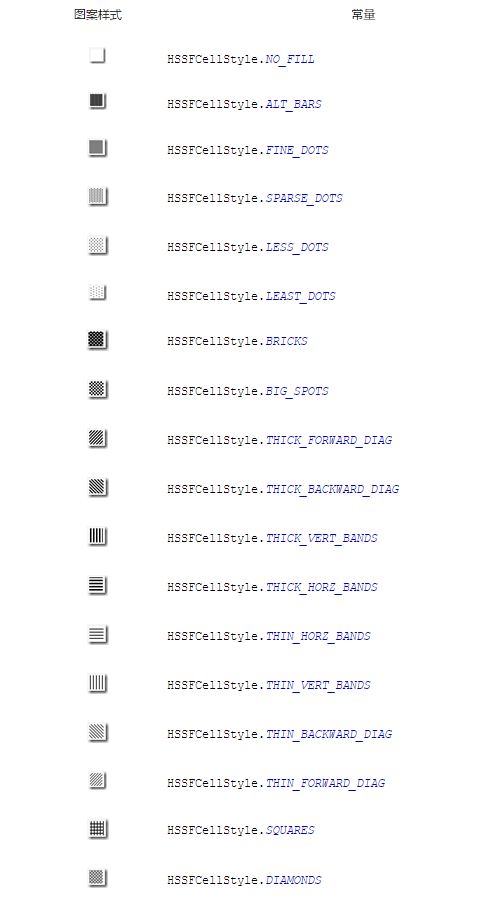 图案样式 常量
HSSFCellStyle.NO_FILL
HSSFCellStyle.ALT_BARS
HSSFCellStyle.FINE_DOTS
HSSFCellStyle.SPARSE_DOTS
HSSFCellStyle.LESS_DOTS
HSSFCellStyle.LEAST_DOTS
HSSFCellStyle.BRICKS
HSSFCellStyle.BIG_SPOTS
HSSFCellStyle.THICK_FORWARD_DIAG
HSSFCellStyle.THICK_BACKWARD_DIAG
HSSFCellStyle.THICK_VERT_BANDS
HSSFCellStyle.THICK_HORZ_BANDS
HSSFCellStyle.THIN_HORZ_BANDS
HSSFCellStyle.THIN_VERT_BANDS
HSSFCellStyle.THIN_BACKWARD_DIAG
HSSFCellStyle.THIN_FORWARD_DIAG
HSSFCellStyle.SQUARES
HSSFCellStyle.DIAMONDS